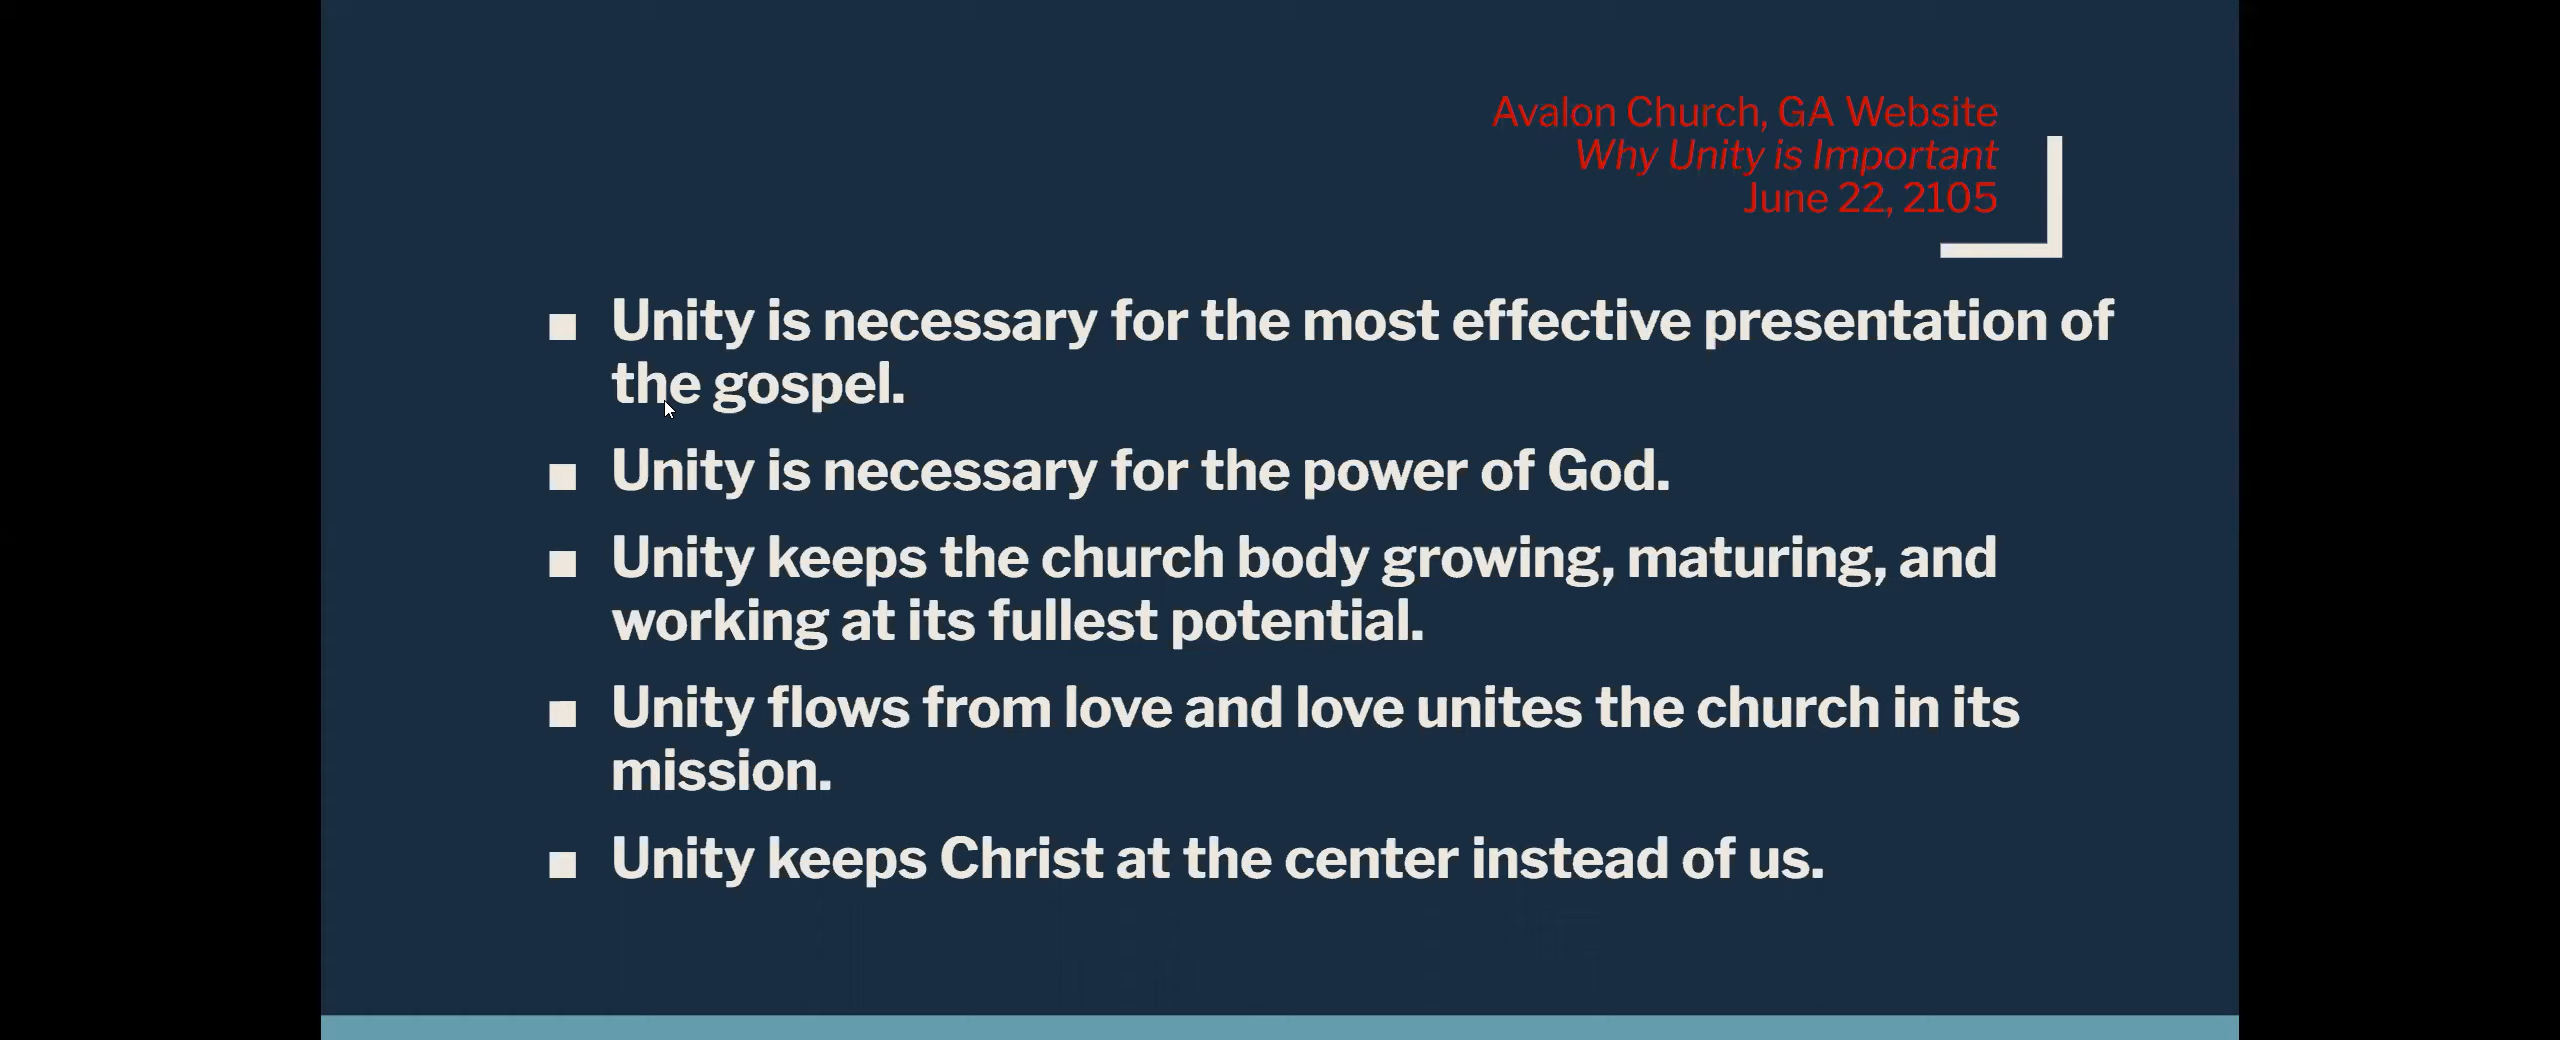 Avalon Church, GA Website
Why Unity is Important
June 22, 2105
■ Unity is necessary for the most effective presentation of
the gospel.
■ Unity is necessary for the power of God.
■ Unity keeps the church body growing, maturing, and
working at its fullest potential.
■ Unity flows from love and love unites the church in its
mission.
■ Unity keeps Christ at the center instead of us.